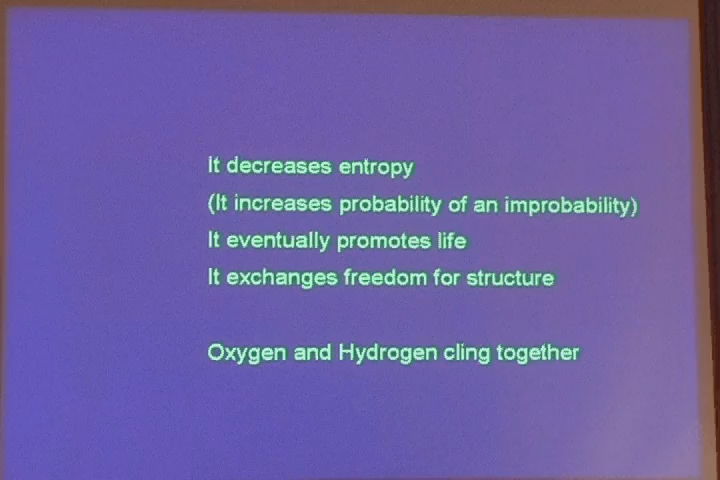 It decreases entropy
(It increases probability of an improbability)
It eventually promotes life
It exchanges freedom for structure
Oxygen and Hydrogen cling together